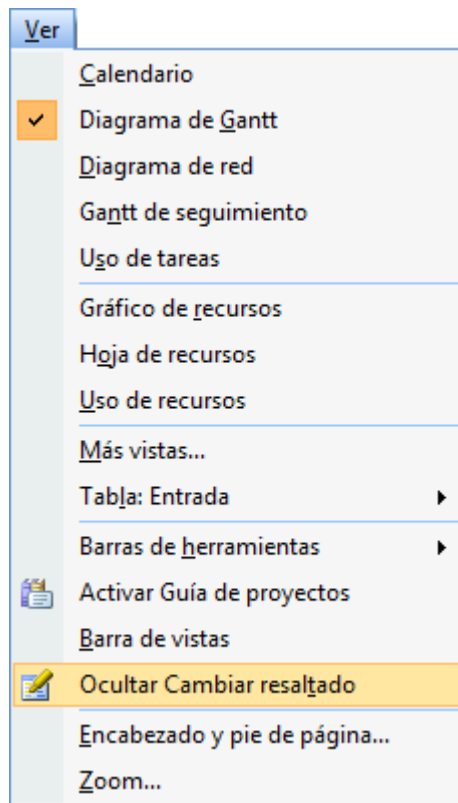 Ver
Calendario
Diagrama de Gantt
Diagrama de red
Gantt de seguimiento
Uso de tareas
Gráfico de recursos
Hoja de recursos
Uso de recursos
Más vistas...
Tabla: Entrada
Barras de herramientas
Activar Guía de proyectos
Barra de vistas
Ocultar Cambiar resaltado
Encabezado y pie de página...
Zoom...